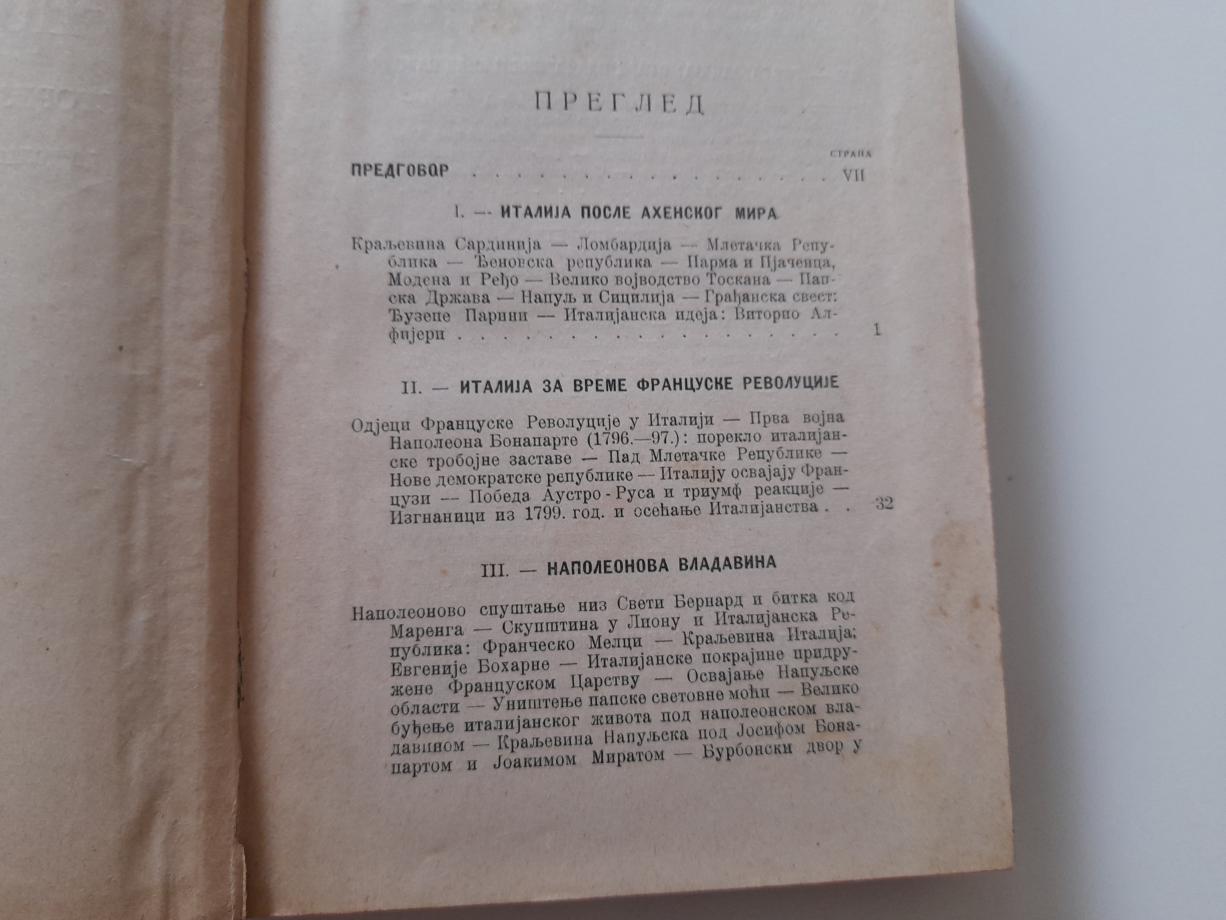 ПРЕГЛЕД
СТРАНА
ПРЕДГОВОР . . . . . . . . . . . . . . . . VII
I. — ИТАЛИЈА ПОСЛЕ АХЕНСКОГ МИРА
Краљевина Сардинија — Ломбардија — Млетачка Репу-
блика — Ђеновска република — Парма и Пјаченца,
Модена и Ређо — Велико војводство Тоскана — Пап-
ска Држава — Напуљ и Сицилија — Грађанска свест:
Ђузепе Парини — Италијанска идеја: Виторио Ал-
фијери . . . . . . . . . . . . . . . . . 1
II. — ИТАЛИЈА ЗА ВРЕМЕ ФРАНЦУСКЕ РЕВОЛУЦИЈЕ
Одјеци Француске Револуције у Италији — Прва војна
Наполеона Бонапарте (1796.—97.): порекло италијан-
ске тробојне заставе — Пад Млетачке Републике —
Нове демократске републике — Италију освајају Фран-
цузи — Победа Аустро-Руса и триумф реакције —
Изгнаници из 1799. год. и осећање Италијанства . . 32
III. — НАПОЛЕОНОВА ВЛАДАВИНА
Наполеоново спуштање низ Свети Бернард и битка код
Маренга — Скупштина у Лиону и Италијанска Ре-
публика: Франческо Мелци — Краљевина Италија:
Евгеније Бохарне — Италијанске покрајине придру-
жене Француском Царству — Освајање Напуљске
области — Уништење папске световне моћи — Велико
буђење италијанског живота под наполеонском вла-
давином — Краљевина Напуљска под Јосифом Бона-
партом и Јоакимом Миратом — Бурбонски двор у